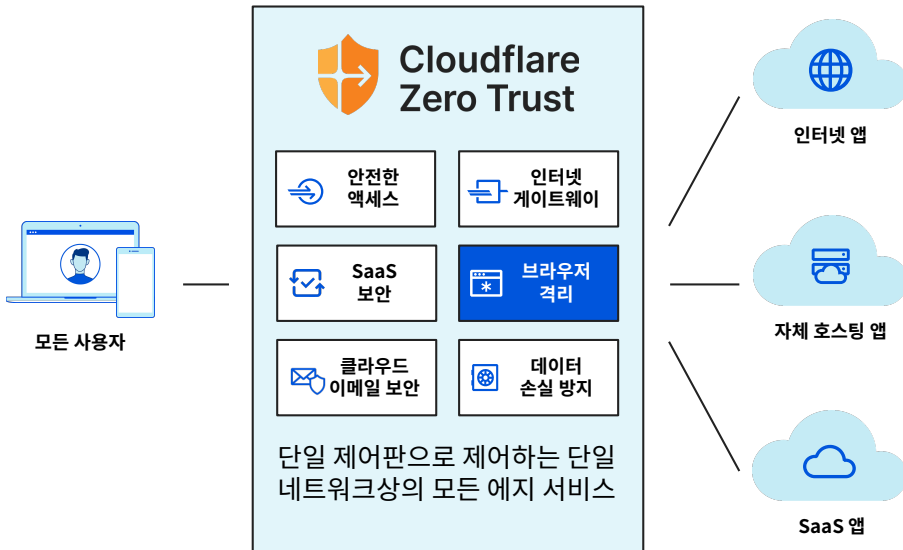 Cloudflare
Zero Trust
안전한
액세스
인터넷
게이트웨이
SaaS
보안
브라우저
격리
클라우드
이메일 보안
데이터
손실 방지
단일 제어판으로 제어하는 단일
네트워크상의 모든 에지 서비스
모든 사용자
인터넷 앱
자체 호스팅 앱
SaaS 앱